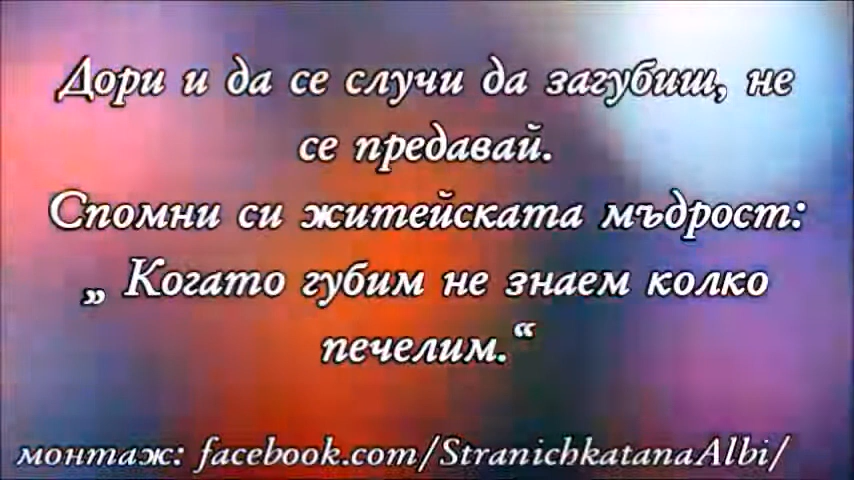 Дори и да се случи да загубиш, не
се предавай.
Спомни си житейската мъдрост:
„ Когато губим не знаем колко
печелим.“
монтаж: facebook.com/StranichkatanaAlbi/